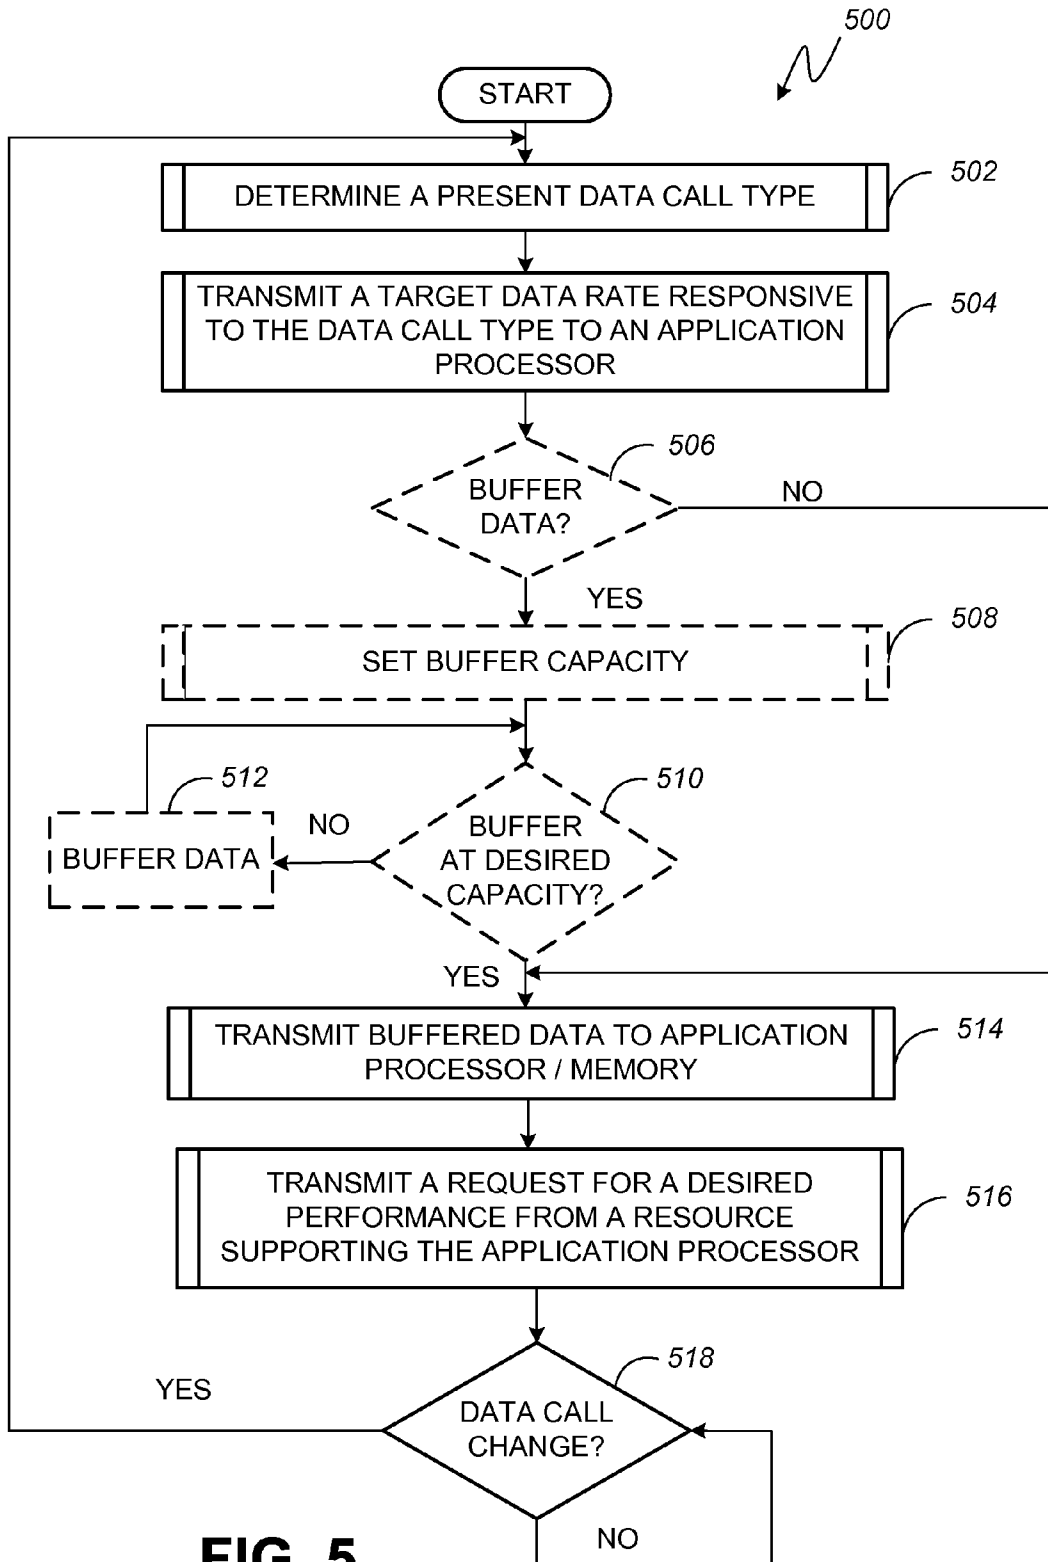 500
START
502
DETERMINE A PRESENT DATA CALL TYPE
504
TRANSMIT A TARGET DATA RATE RESPONSIVE
TO THE DATA CALL TYPE TO AN APPLICATION
PROCESSOR
506
BUFFER
DATA?
NO
YES
508
SET BUFFER CAPACITY
512
510
BUFFER DATA
NO
BUFFER
AT DESIRED
CAPACITY?
YES
514
TRANSMIT BUFFERED DATA TO APPLICATION
PROCESSOR / MEMORY
516
TRANSMIT A REQUEST FOR A DESIRED
PERFORMANCE FROM A RESOURCE
SUPPORTING THE APPLICATION PROCESSOR
518
YES
DATA CALL
CHANGE?
NO
FIG. 5